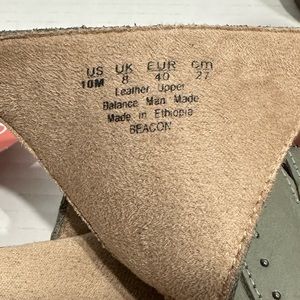 US UK EUR cm
10M 8 40 27
Leather Upper
Balance Man Made
Made in Ethiopia
BEACON